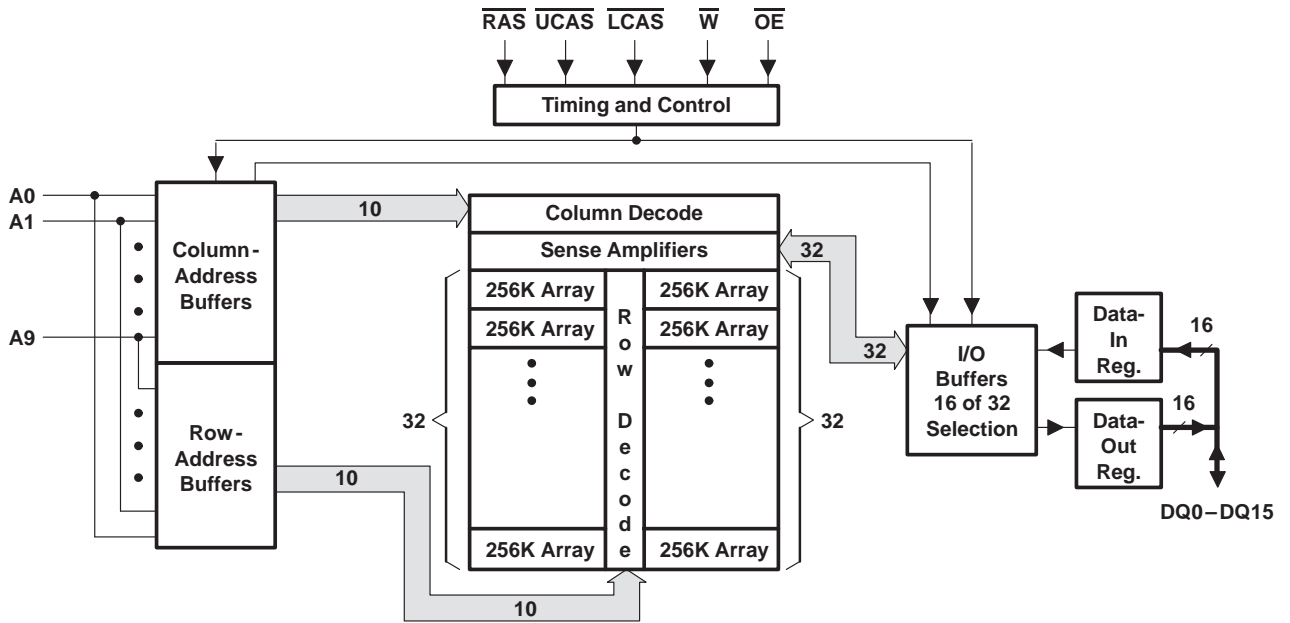 RAS UCAS LCAS W OE
Timing and Control
A0
A1
A9
Column-
Address
Buffers
Row-
Address
Buffers
10
10
10
Column Decode
Sense Amplifiers
256K Array
256K Array
256K Array
256K Array
256K Array
256K Array
Row Decode
32
32
32
32
I/O
Buffers
16 of 32
Selection
Data-
In
Reg.
16
Data-
Out
Reg.
16
DQ0–DQ15